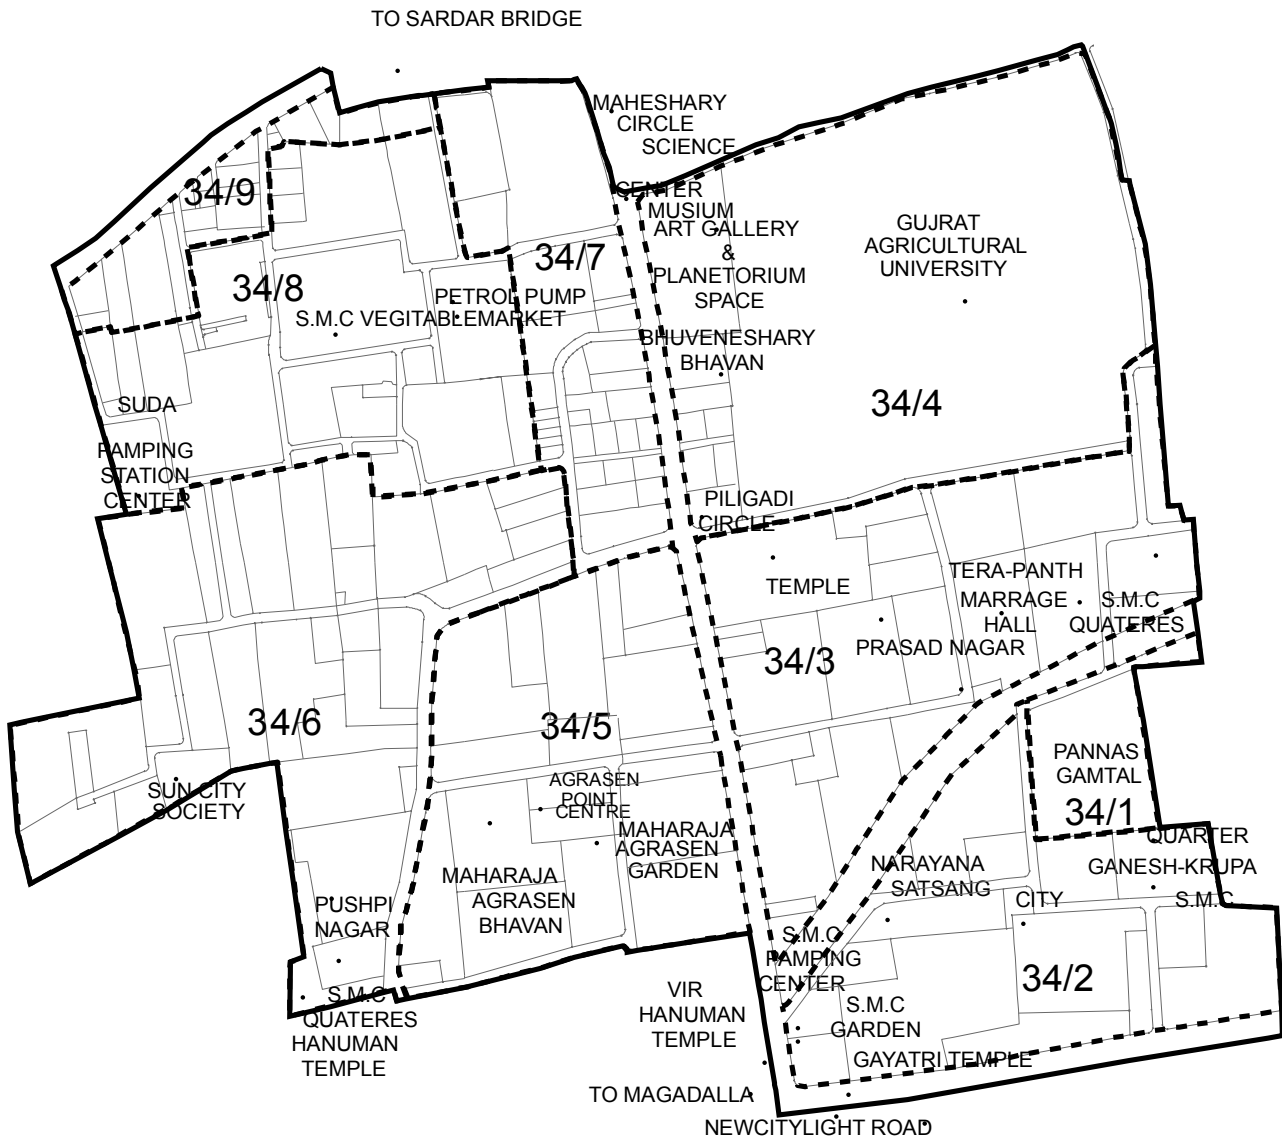 TO SARDAR BRIDGE
MAHESHARY
CIRCLE
SCIENCE
CENTER
MUSIUM
ART GALLERY
&
PLANETORIUM
SPACE
GUJRAT
AGRICULTURAL
UNIVERSITY
34/9
34/8
34/7
PETROL PUMP
S.M.C VEGITABLEMARKET
BHUVENESHARY
BHAVAN
34/4
SUDA
PAMPING
STATION
CENTER
PILIGADI
CIRCLE
TEMPLE
TERA-PANTH
MARRAGE
HALL
S.M.C
QUATERES
PRASAD NAGAR
34/3
34/6
34/5
PANNAS
GAMTAL
34/1
SUN CITY
SOCIETY
AGRASEN
POINT
CENTRE
MAHARAJA
AGRASEN
GARDEN
QUARTER
GANESH-KRUPA
S.M.C
MAHARAJA
AGRASEN
BHAVAN
NARAYANA
SATSANG
CITY
PUSHPI
NAGAR
S.M.C
PAMPING
CENTER
34/2
S.M.C
QUATERES
HANUMAN
TEMPLE
VIR
HANUMAN
TEMPLE
S.M.C
GARDEN
GAYATRI TEMPLE
TO MAGADALLA
NEWCITYLIGHT ROAD